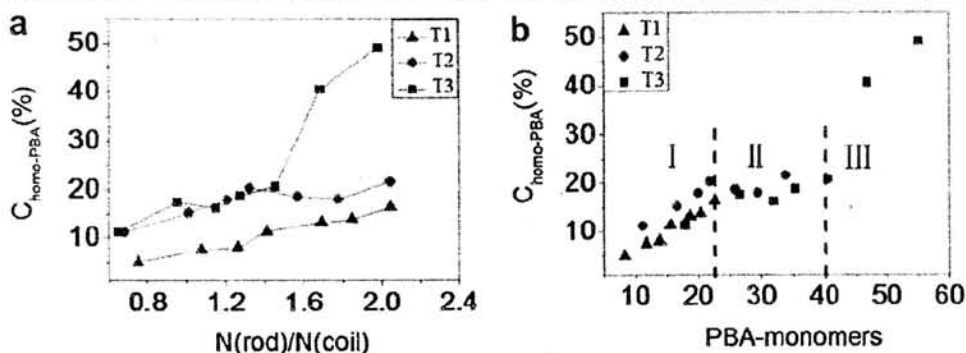 a
50
40
30
20
10
C homo-PBA (%)
T1
T2
T3
0.8
1.2
1.6
2.0
2.4
N(rod)/N(coil)
b
50
40
30
20
10
C homo-PBA (%)
T1
T2
T3
I
II
III
10
20
30
40
50
60
PBA-monomers